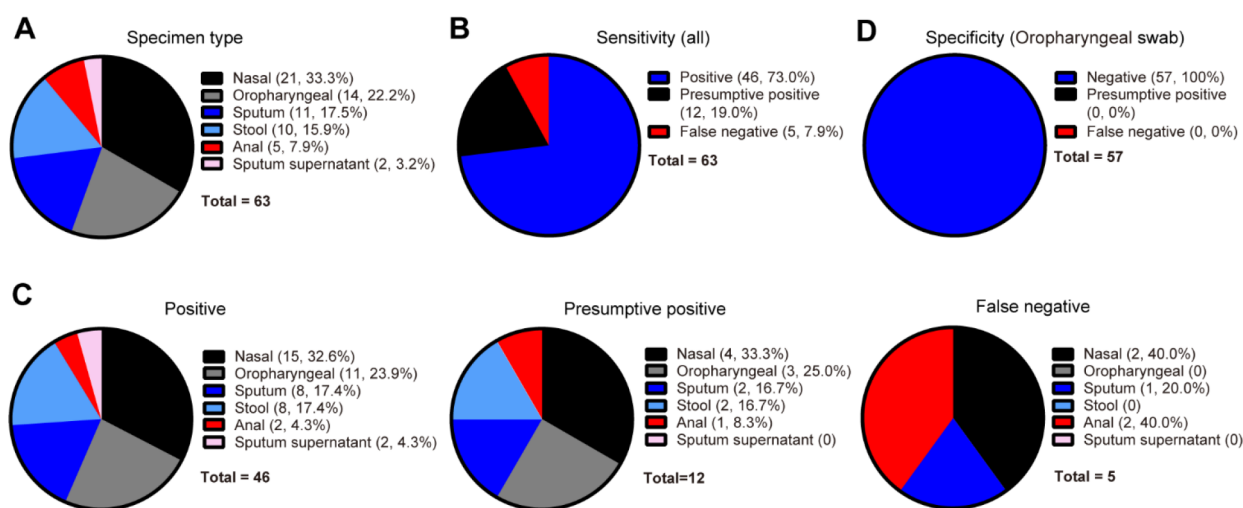 A
Specimen type
Nasal (21, 33.3%)
Oropharyngeal (14, 22.2%)
Sputum (11, 17.5%)
Stool (10, 15.9%)
Anal (5, 7.9%)
Sputum supernatant (2, 3.2%)
Total = 63
B
Sensitivity (all)
Positive (46, 73.0%)
Presumptive positive
(12, 19.0%)
False negative (5, 7.9%)
Total = 63
D
Specificity (Oropharyngeal swab)
Negative (57, 100%)
Presumptive positive
(0, 0%)
False negative (0, 0%)
Total = 57
C
Positive
Nasal (15, 32.6%)
Oropharyngeal (11, 23.9%)
Sputum (8, 17.4%)
Stool (8, 17.4%)
Anal (2, 4.3%)
Sputum supernatant (2, 4.3%)
Total = 46
Presumptive positive
Nasal (4, 33.3%)
Oropharyngeal (3, 25.0%)
Sputum (2, 16.7%)
Stool (2, 16.7%)
Anal (1, 8.3%)
Sputum supernatant (0)
Total=12
False negative
Nasal (2, 40.0%)
Oropharyngeal (0)
Sputum (1, 20.0%)
Stool (0)
Anal (2, 40.0%)
Sputum supernatant (0)
Total = 5